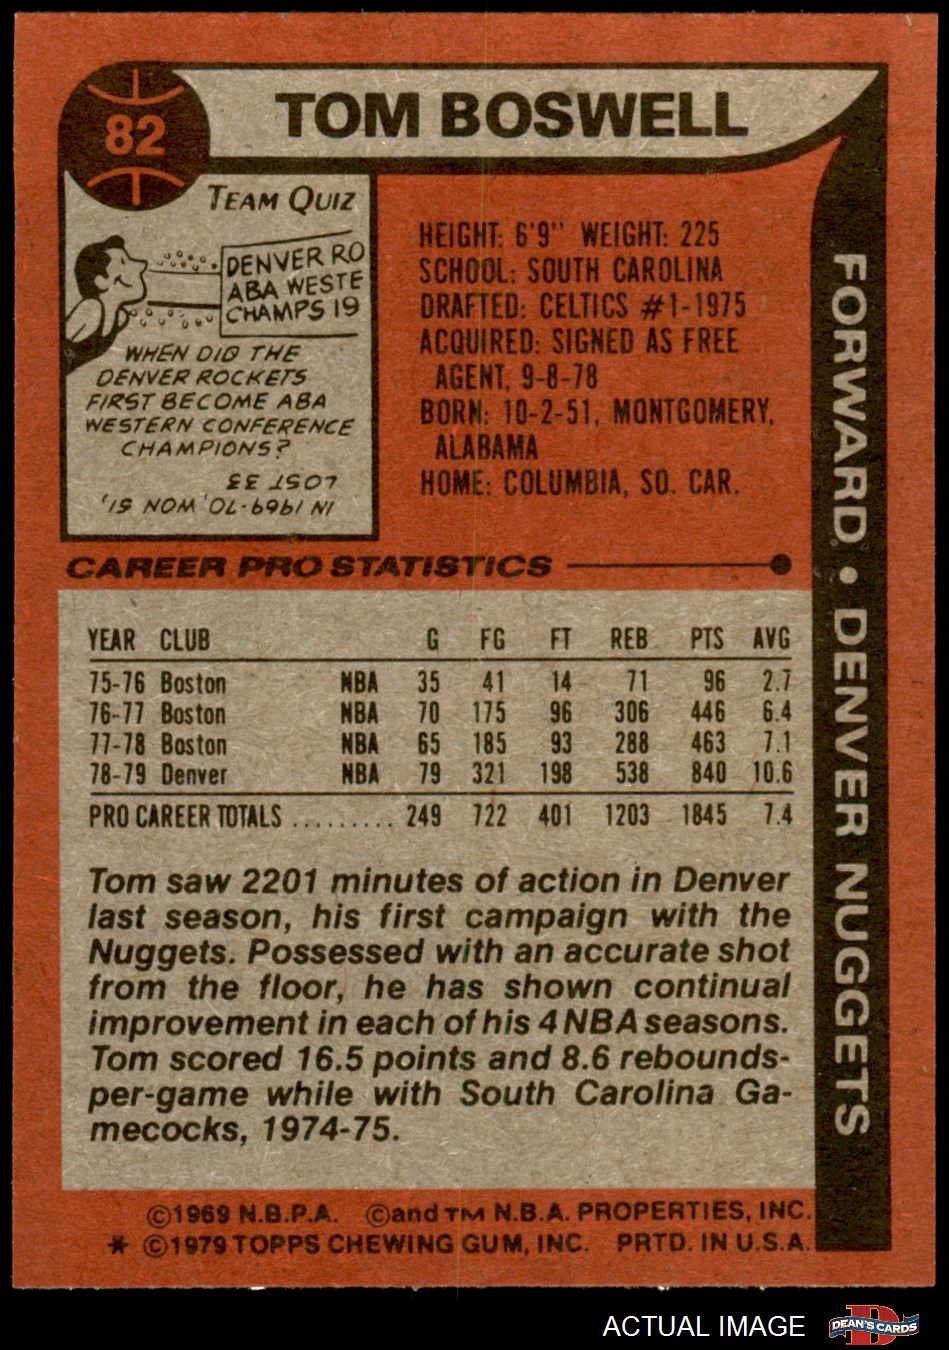 82
TOM BOSWELL
TEAM QUIZ
DENVER RO
ABA WESTE
CHAMPS 19
WHEN DID THE
DENVER ROCKETS
FIRST BECOME ABA
WESTERN CONFERENCE
CHAMPIONS?
IN 1969-70, WON 51,
LOST 33
HEIGHT: 6'9" WEIGHT: 225
SCHOOL: SOUTH CAROLINA
DRAFTED: CELTICS #1-1975
ACQUIRED: SIGNED AS FREE
AGENT, 9-8-78
BORN: 10-2-51, MONTGOMERY,
ALABAMA
HOME: COLUMBIA, SO. CAR.
FORWARD • DENVER NUGGETS
CAREER PRO STATISTICS
YEAR CLUB G FG FT REB PTS AVG
75-76 Boston NBA 35 41 14 71 96 2.7
76-77 Boston NBA 70 175 96 306 446 6.4
77-78 Boston NBA 65 185 93 288 463 7.1
78-79 Denver NBA 79 321 198 538 840 10.6
PRO CAREER TOTALS .......... 249 722 401 1203 1845 7.4
Tom saw 2201 minutes of action in Denver
last season, his first campaign with the
Nuggets. Possessed with an accurate shot
from the floor, he has shown continual
improvement in each of his 4 NBA seasons.
Tom scored 16.5 points and 8.6 rebounds-
per-game while with South Carolina Ga-
mecocks, 1974-75.
©1969 N.B.P.A. ©and TM N.B.A. PROPERTIES, INC.
* ©1979 TOPPS CHEWING GUM, INC. PRTD. IN U.S.A.
ACTUAL IMAGE
D
DEAN'S CARDS